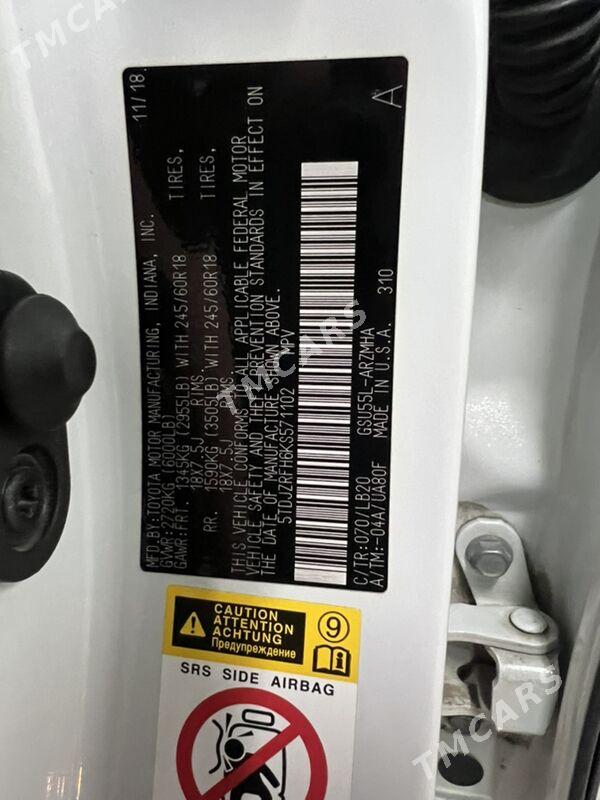 MFD.BY:TOYOTA MOTOR MANUFACTURING, INDIANA, INC. 11/18.
GVWR:2720KG (6000LB)
GAWR:FRT. 1345KG (2955LB) WITH 245/60R18 TIRES,
18X7.5J RIMS
RR. 1590KG (3505LB) WITH 245/60R18 TIRES,
18X7.5J
THIS VEHICLE CONFORMS TO ALL APPLICABLE FEDERAL MOTOR
VEHICLE SAFETY AND THEFT PREVENTION STANDARDS IN EFFECT ON
THE DATE OF MANUFACTURE SHOWN ABOVE.
5TDJZRFH6KS571102 MPV
C/TR:070/LB20 GSU55L-ARZMHA A
A/TM:-04A/UA80F MADE IN U.S.A. 310
CAUTION
ATTENTION
ACHTUNG
Предупреждение
9
SRS SIDE AIRBAG
TMCARS
TMCARS
TMCARS